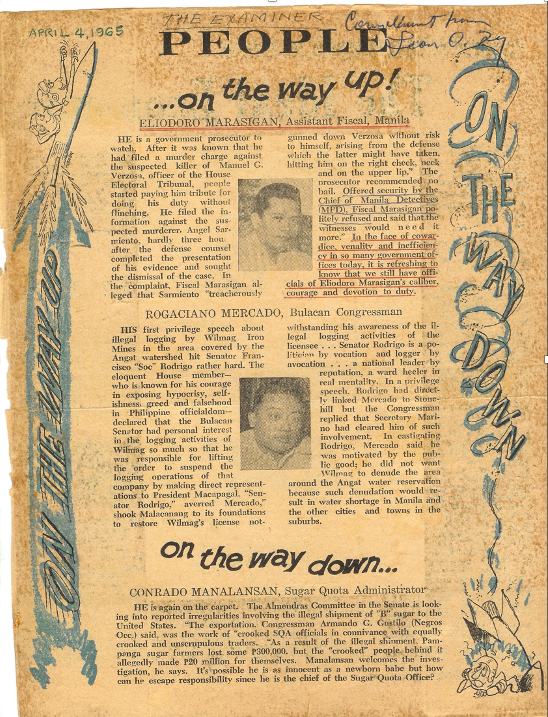 APRIL 4, 1965
THE EXAMINER
Compliment from
Leon O. Ty
PEOPLE
...on the way up!
ELIODORO MARASIGAN, Assistant Fiscal, Manila
HE is a government prosecutor to
watch. After it was known that he
had filed a murder charge against
the suspected killer of Manuel G.
Verzosa, officer of the House
Electoral Tribunal, people
started paying him tribute for
doing his duty without
flinching. He filed the in-
formation against the sus-
pected murderer. Angel Sar-
miento, hardly three hou
after the defense counsel
completed the presentation
of his evidence and sought
the dismissal of the case. In
the complaint, Fiscal Marasigan al-
leged that Sarmiento "treacherously
gunned down Verzosa without risk
to himself, arising from the defense
which the latter might have taken,
hitting him on the right cheek, neck
and on the upper lip." The
prosecutor recommended no
bail. Offered security by the
Chief of Manila Detectives
(MPD), Fiscal Marasigan po-
litely refused and said that the
witnesses would need it
more." In the face of cowar-
dice, venality and inefficien-
cy in so many government of-
fices today, it is refreshing to
know that we still have offi-
cials of Eliodoro Marasigan's caliber,
courage and devotion to duty.
ROGACIANO MERCADO, Bulacan Congressman
HIS first privilege speech about
illegal logging by Wilmag Iron
Mines in the area covered by the
Angat watershed hit Senator Fran-
cisco "Soc" Rodrigo rather hard. The
eloquent House member—
who is known for his courage
in exposing hypocrisy, self-
ishness, greed and falsehood
in Philippine officialdom—
declared that the Bulacan
Senator had personal interest
in the logging activities of
Wilmag so much so that he
was responsible for lifting
the order to suspend the
logging operations of that
company by making direct represent-
ations to President Macapagal. "Sen-
ator Rodrigo," averred Mercado,"
shook Malacanang to its foundations
to restore Wilmag's license not-
withstanding his awareness of the il-
legal logging activities of the
licensee . . . Senator Rodrigo is a po-
litician by vocation and logger by
avocation . . . a national leader by
reputation, a ward heeler in
real mentality. In a privilege
speech, Rodrigo had direct-
ly linked Mercado to Stone-
hill but the Congressman
replied that Secretary Mari-
no had cleared him of such
involvement. In castigating
Rodrigo, Mercado said he
was motivated by the pub-
lic good; he did not want
Wilmag to denude the area
around the Angat water reservation
because such denudation would re-
sult in water shortage in Manila and
the other cities and towns in the
suburbs.
on the way down...
CONRADO MANALANSAN, Sugar Quota Administrator
HE is again on the carpet. The Almendras Committee in the Senate is look-
ing into reported irregularities involving the illegal shipment of "B" sugar to the
United States. "The exportation, Congressman Armando C. Gustilo (Negros
Occ.) said, was the work of "crooked SQA officials in connivance with equally
crooked and unscrupulous traders. "As a result of the illegal shipment, Pam-
panga sugar farmers lost some P300,000, but the "crooked" people behind it
allegedly made P20 million for themselves. Manalansan welcomes the inves-
tigation, he says. It's possible he is as innocent as a newborn babe but how
can he escape responsibility since he is the chief of the Sugar Quota Office?
ON THE WAY UP
ON THE WAY DOWN